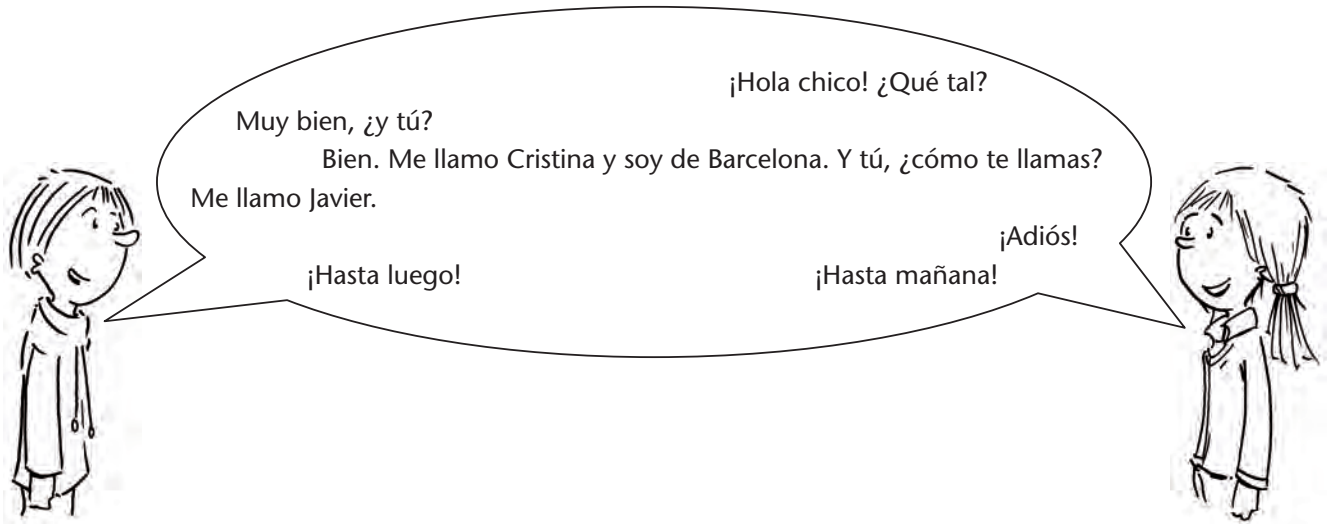 ¡Hola chico! ¿Qué tal?
Muy bien, ¿y tú?
Bien. Me llamo Cristina y soy de Barcelona. Y tú, ¿cómo te llamas?
Me llamo Javier.
¡Adiós!
¡Hasta luego! ¡Hasta mañana!